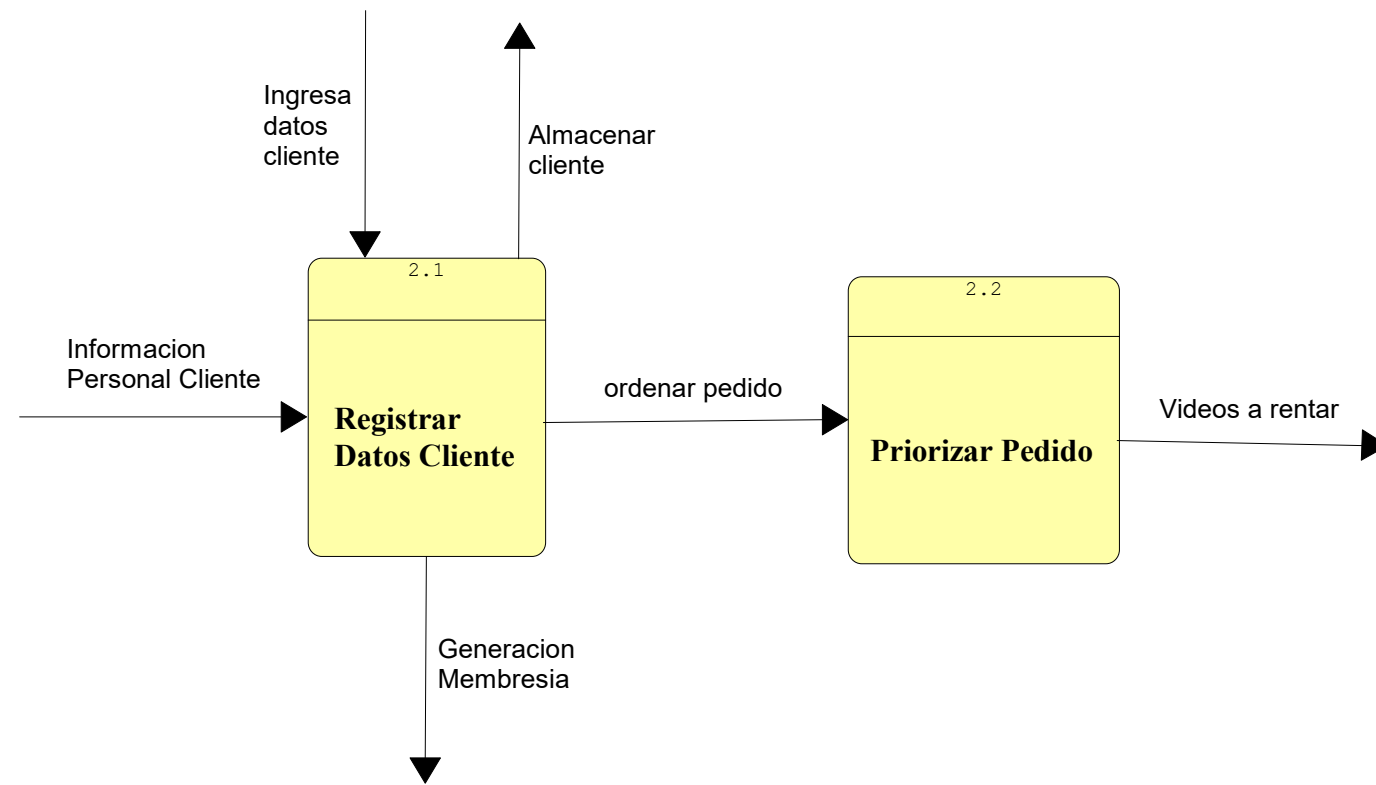 Ingresa
datos
cliente
Almacenar
cliente
2.1
2.2
Informacion
Personal Cliente
Registrar
Datos Cliente
ordenar pedido
Priorizar Pedido
Videos a rentar
Generacion
Membresia